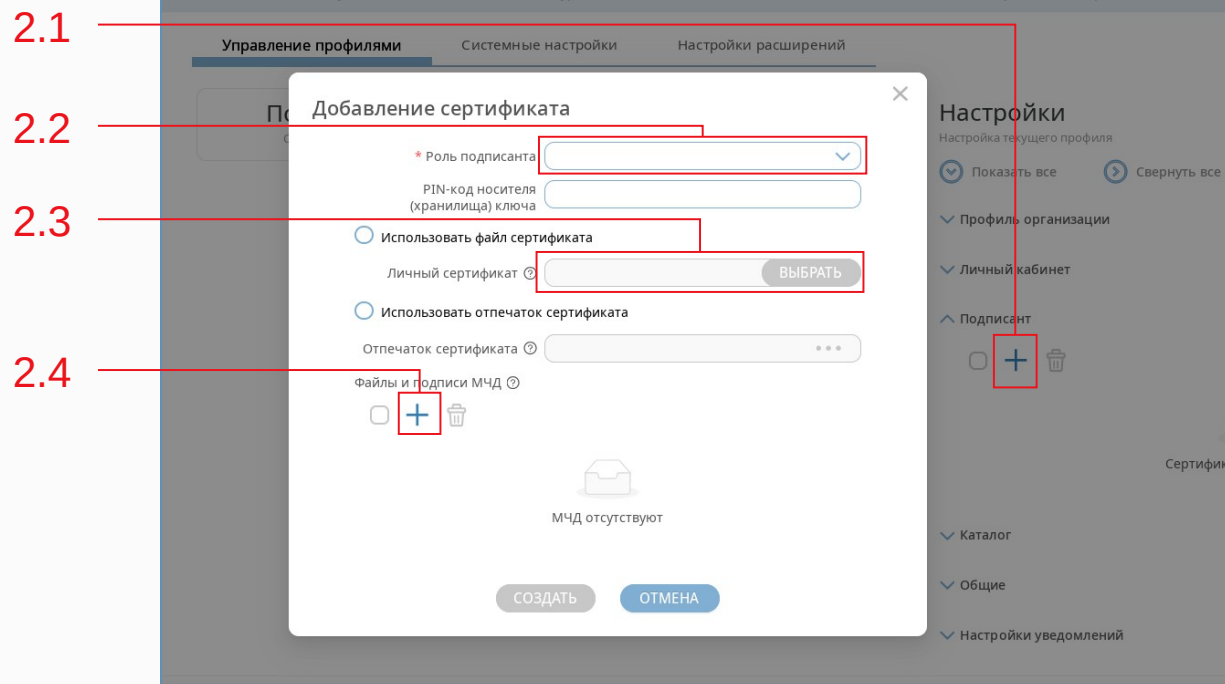 2.1
Управление профилями
Системные настройки
Настройки расширений
Добавление сертификата
Настройки
2.2
Настройка текущего профиля
* Роль подписанта
Показать все
Свернуть все
PIN-код носителя
(хранилища) ключа
2.3
Профиль организации
Использовать файл сертификата
Личный сертификат
ВЫБРАТЬ
Личный кабинет
Использовать отпечаток сертификата
Подписант
Отпечаток сертификата
2.4
Файлы и подписи МЧД
МЧД отсутствуют
Каталог
СОЗДАТЬ
ОТМЕНА
Общие
Настройки уведомлений